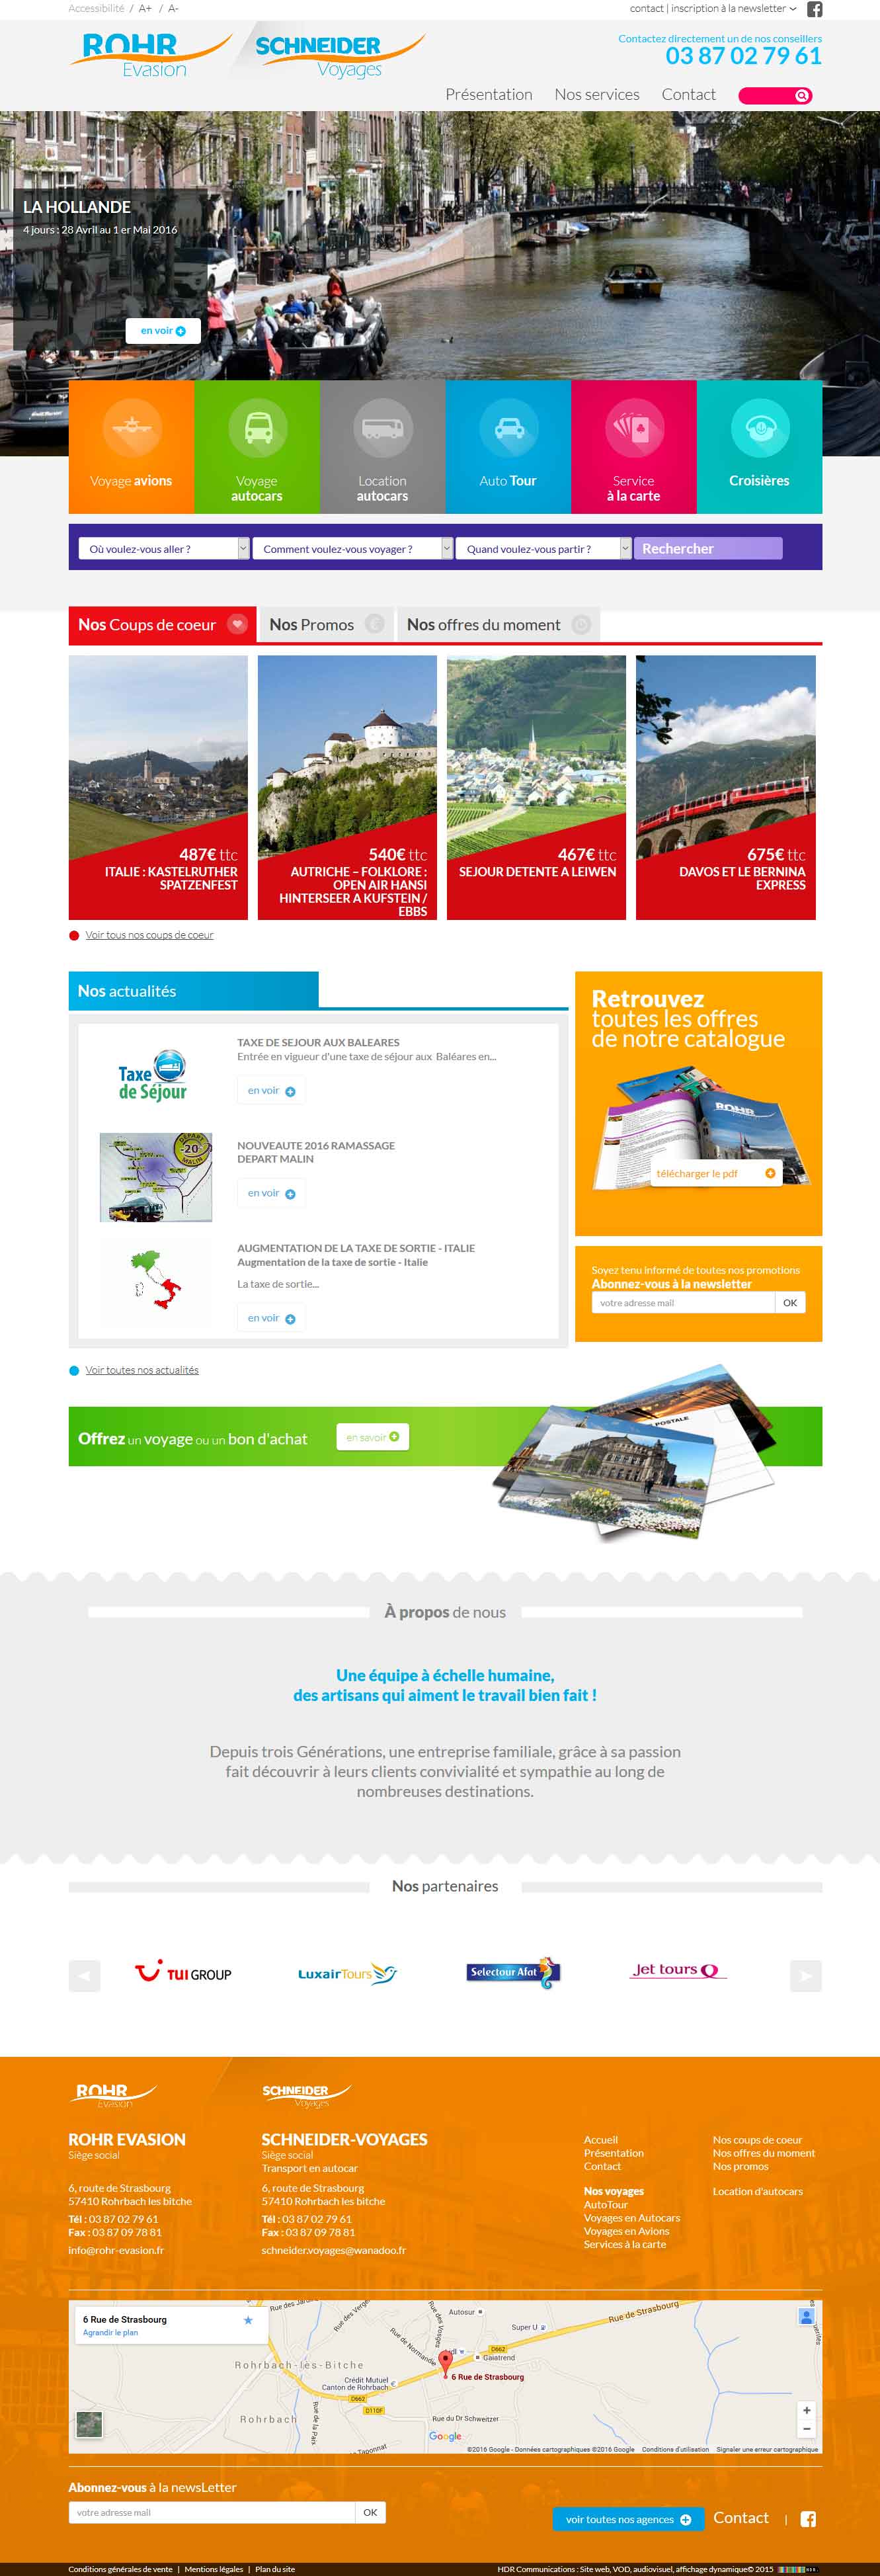 Accessibilité / A+ / A-
contact | inscription à la newsletter
ROHR Evasion
SCHNEIDER Voyages
Contactez directement un de nos conseillers
03 87 02 79 61
Présentation Nos services Contact
LA HOLLANDE
4 jours : 28 Avril au 1 er Mai 2016
en voir
Voyage avions
Voyage autocars
Location autocars
Auto Tour
Service à la carte
Croisières
Où voulez-vous aller ?
Comment voulez-vous voyager ?
Quand voulez-vous partir ?
Rechercher
Nos Coups de coeur
Nos Promos
Nos offres du moment
487€ ttc
ITALIE : KASTELRUTHER
SPATZENFEST
540€ ttc
AUTRICHE – FOLKLORE :
OPEN AIR HANSI
HINTERSEER A KUFSTEIN /
EBBS
467€ ttc
SEJOUR DETENTE A LEIWEN
675€ ttc
DAVOS ET LE BERNINA
EXPRESS
Voir tous nos coups de coeur
Nos actualités
Taxe
de Séjour
TAXE DE SEJOUR AUX BALEARES
Entrée en vigueur d'une taxe de séjour aux Baléares en...
en voir
DEPART MALIN
-20%
NOUVEAUTE 2016 RAMASSAGE
DEPART MALIN
en voir
AUGMENTATION DE LA TAXE DE SORTIE - ITALIE
Augmentation de la taxe de sortie - Italie
La taxe de sortie...
en voir
Retrouvez
toutes les offres
de notre catalogue
ROHR
télécharger le pdf
Soyez tenu informé de toutes nos promotions
Abonnez-vous à la newsletter
votre adresse mail OK
Voir toutes nos actualités
Offrez un voyage ou un bon d'achat
en savoir
POSTALE
À propos de nous
Une équipe à échelle humaine,
des artisans qui aiment le travail bien fait !
Depuis trois Générations, une entreprise familiale, grâce à sa passion
fait découvrir à leurs clients convivialité et sympathie au long de
nombreuses destinations.
Nos partenaires
TUI GROUP
LuxairTours
Selectour Afat
Jet tours
ROHR Evasion
SCHNEIDER Voyages
ROHR EVASION
Siège social
6, route de Strasbourg
57410 Rohrbach les bitche
Tél : 03 87 02 79 61
Fax : 03 87 09 78 81
info@rohr-evasion.fr
SCHNEIDER-VOYAGES
Siège social
Transport en autocar
6, route de Strasbourg
57410 Rohrbach les bitche
Tél : 03 87 02 79 61
Fax : 03 87 09 78 81
schneider.voyages@wanadoo.fr
Accueil
Présentation
Contact
Nos voyages
AutoTour
Voyages en Autocars
Voyages en Avions
Services à la carte
Nos coups de coeur
Nos offres du moment
Nos promos
Location d'autocars
6 Rue de Strasbourg
Agrandir le plan
Rue des Jardins
Rue des Vosges
Rue de Normandie
Autosur
Super U
Rue de Strasbourg
D662
Gaiatrend
Rohrbach-lès-Bitche
Crédit Mutuel
Canton de Rohrbach
6 Rue de Strasbourg
D662
D110F
Rohrbach
Rue de la Paix
Rue du Dr Schweitzer
Google
©2016 Google - Données cartographiques ©2016 Google Conditions d'utilisation Signaler une erreur cartographique
Abonnez-vous à la newsLetter
votre adresse mail OK
voir toutes nos agences
Contact |
Conditions générales de vente | Mentions légales | Plan du site
HDR Communications : Site web, VOD, audiovisuel, affichage dynamique© 2015